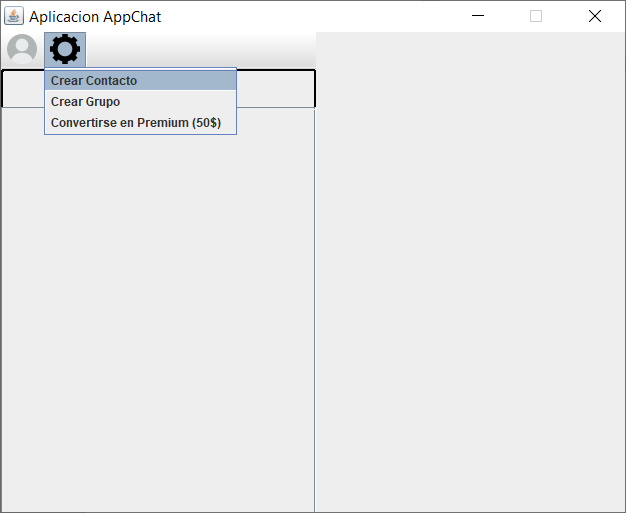 Aplicacion AppChat
Crear Contacto
Crear Grupo
Convertirse en Premium (50$)